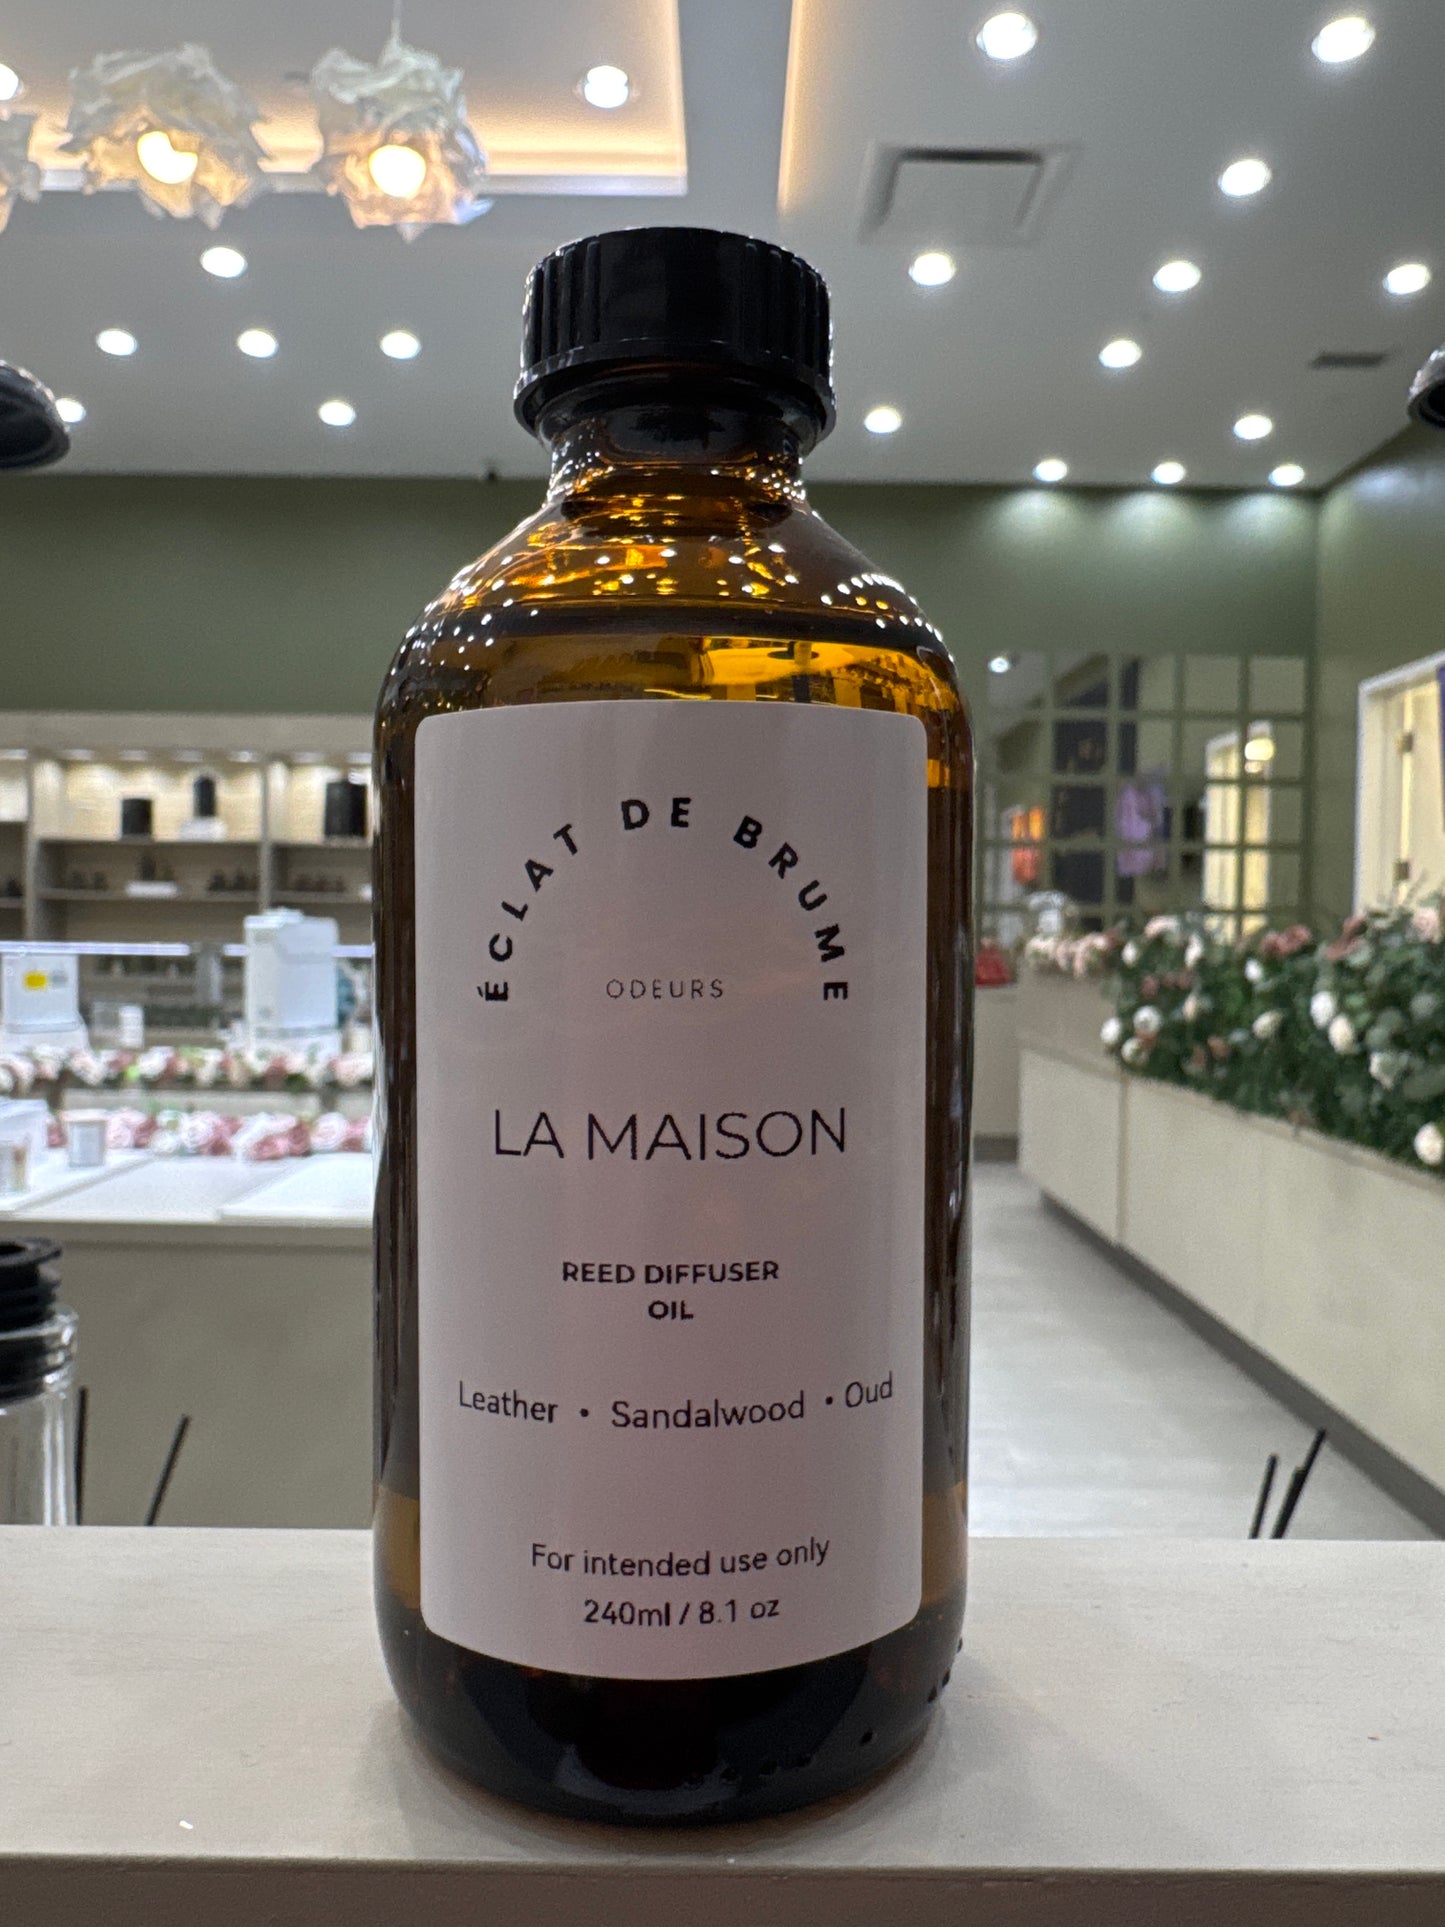 ÉCLAT DE BRUME
ODEURS
LA MAISON
REED DIFFUSER
OIL
Leather • Sandalwood • Oud
For intended use only
240ml / 8.1 oz